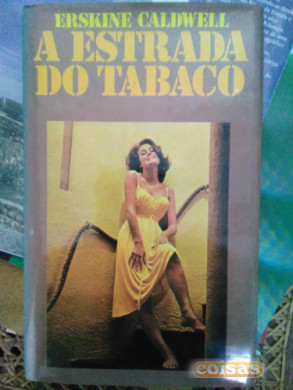 ERSKINE CALDWELL
A ESTRADA
DO TABACO
coisas